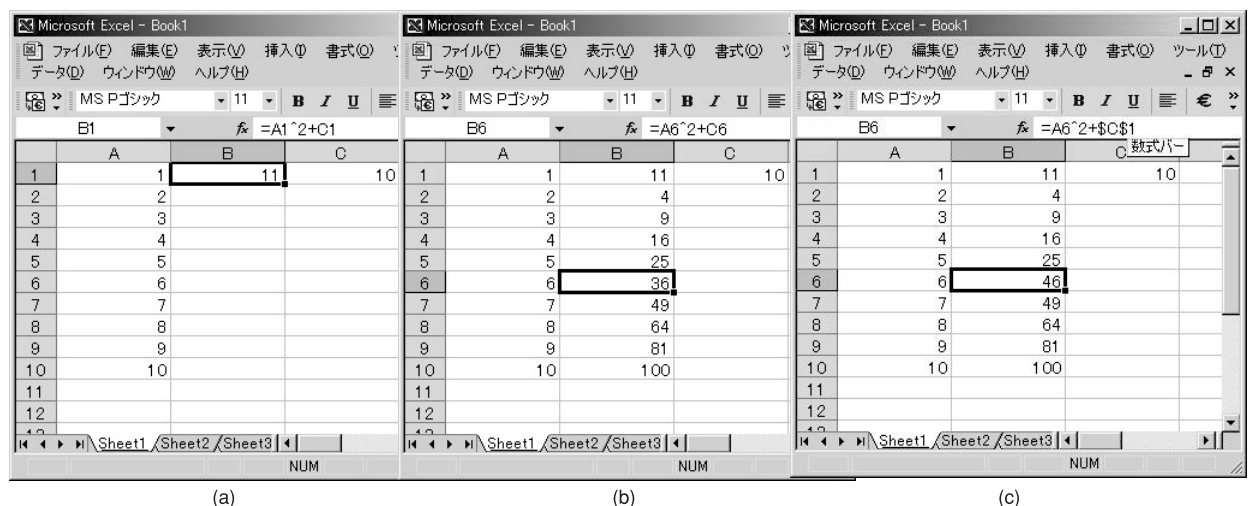 Microsoft Excel - Book1
ファイル(F) 編集(E) 表示(V) 挿入(I) 書式(O)
データ(D) ウィンドウ(W) ヘルプ(H)
MS Pゴシック 11 B I U
B1 fx =A1^2+C1
A B C
1 1 11 10
2 2
3 3
4 4
5 5
6 6
7 7
8 8
9 9
10 10
11
12
Sheet1 Sheet2 Sheet3
NUM
(a)
Microsoft Excel - Book1
ファイル(F) 編集(E) 表示(V) 挿入(I) 書式(O)
データ(D) ウィンドウ(W) ヘルプ(H)
MS Pゴシック 11 B I U
B6 fx =A6^2+C6
A B C
1 1 11 10
2 2 4
3 3 9
4 4 16
5 5 25
6 6 36
7 7 49
8 8 64
9 9 81
10 10 100
11
12
Sheet1 Sheet2 Sheet3
NUM
(b)
Microsoft Excel - Book1
ファイル(F) 編集(E) 表示(V) 挿入(I) 書式(O) ツール(T)
データ(D) ウィンドウ(W) ヘルプ(H)
MS Pゴシック 11 B I U €
B6 fx =A6^2+$C$1
数式バー
A B C
1 1 11 10
2 2 4
3 3 9
4 4 16
5 5 25
6 6 46
7 7 49
8 8 64
9 9 81
10 10 100
11
12
Sheet1 Sheet2 Sheet3
NUM
(c)